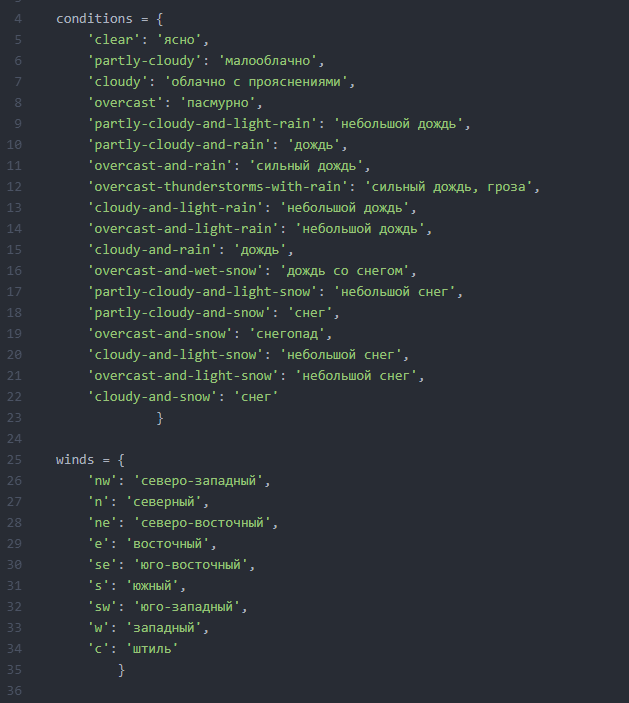 4 conditions = {
5 'clear': 'ясно',
6 'partly-cloudy': 'малооблачно',
7 'cloudy': 'облачно с прояснениями',
8 'overcast': 'пасмурно',
9 'partly-cloudy-and-light-rain': 'небольшой дождь',
10 'partly-cloudy-and-rain': 'дождь',
11 'overcast-and-rain': 'сильный дождь',
12 'overcast-thunderstorms-with-rain': 'сильный дождь, гроза',
13 'cloudy-and-light-rain': 'небольшой дождь',
14 'overcast-and-light-rain': 'небольшой дождь',
15 'cloudy-and-rain': 'дождь',
16 'overcast-and-wet-snow': 'дождь со снегом',
17 'partly-cloudy-and-light-snow': 'небольшой снег',
18 'partly-cloudy-and-snow': 'снег',
19 'overcast-and-snow': 'снегопад',
20 'cloudy-and-light-snow': 'небольшой снег',
21 'overcast-and-light-snow': 'небольшой снег',
22 'cloudy-and-snow': 'снег'
23 }
24
25 winds = {
26 'nw': 'северо-западный',
27 'n': 'северный',
28 'ne': 'северо-восточный',
29 'e': 'восточный',
30 'se': 'юго-восточный',
31 's': 'южный',
32 'sw': 'юго-западный',
33 'w': 'западный',
34 'c': 'штиль'
35 }
36